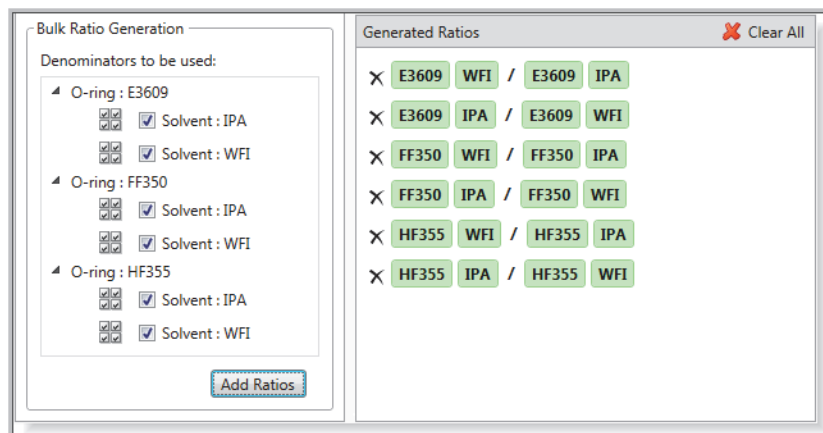 Bulk Ratio Generation
Denominators to be used:
O-ring : E3609
Solvent : IPA
Solvent : WFI
O-ring : FF350
Solvent : IPA
Solvent : WFI
O-ring : HF355
Solvent : IPA
Solvent : WFI
Add Ratios
Generated Ratios
Clear All
E3609 WFI / E3609 IPA
E3609 IPA / E3609 WFI
FF350 WFI / FF350 IPA
FF350 IPA / FF350 WFI
HF355 WFI / HF355 IPA
HF355 IPA / HF355 WFI